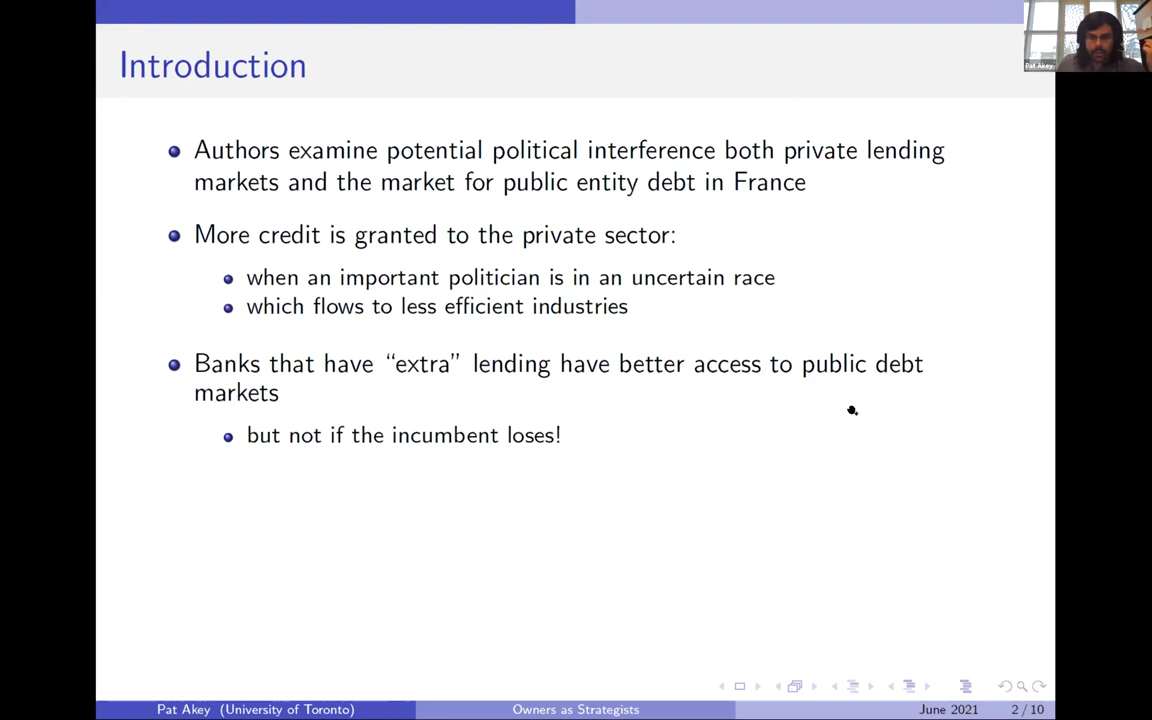 Introduction
Pat Akey
Authors examine potential political interference both private lending
markets and the market for public entity debt in France
More credit is granted to the private sector:
when an important politician is in an uncertain race
which flows to less efficient industries
Banks that have “extra” lending have better access to public debt
markets
but not if the incumbent loses!
Pat Akey (University of Toronto)
Owners as Strategists
June 2021
2 / 10